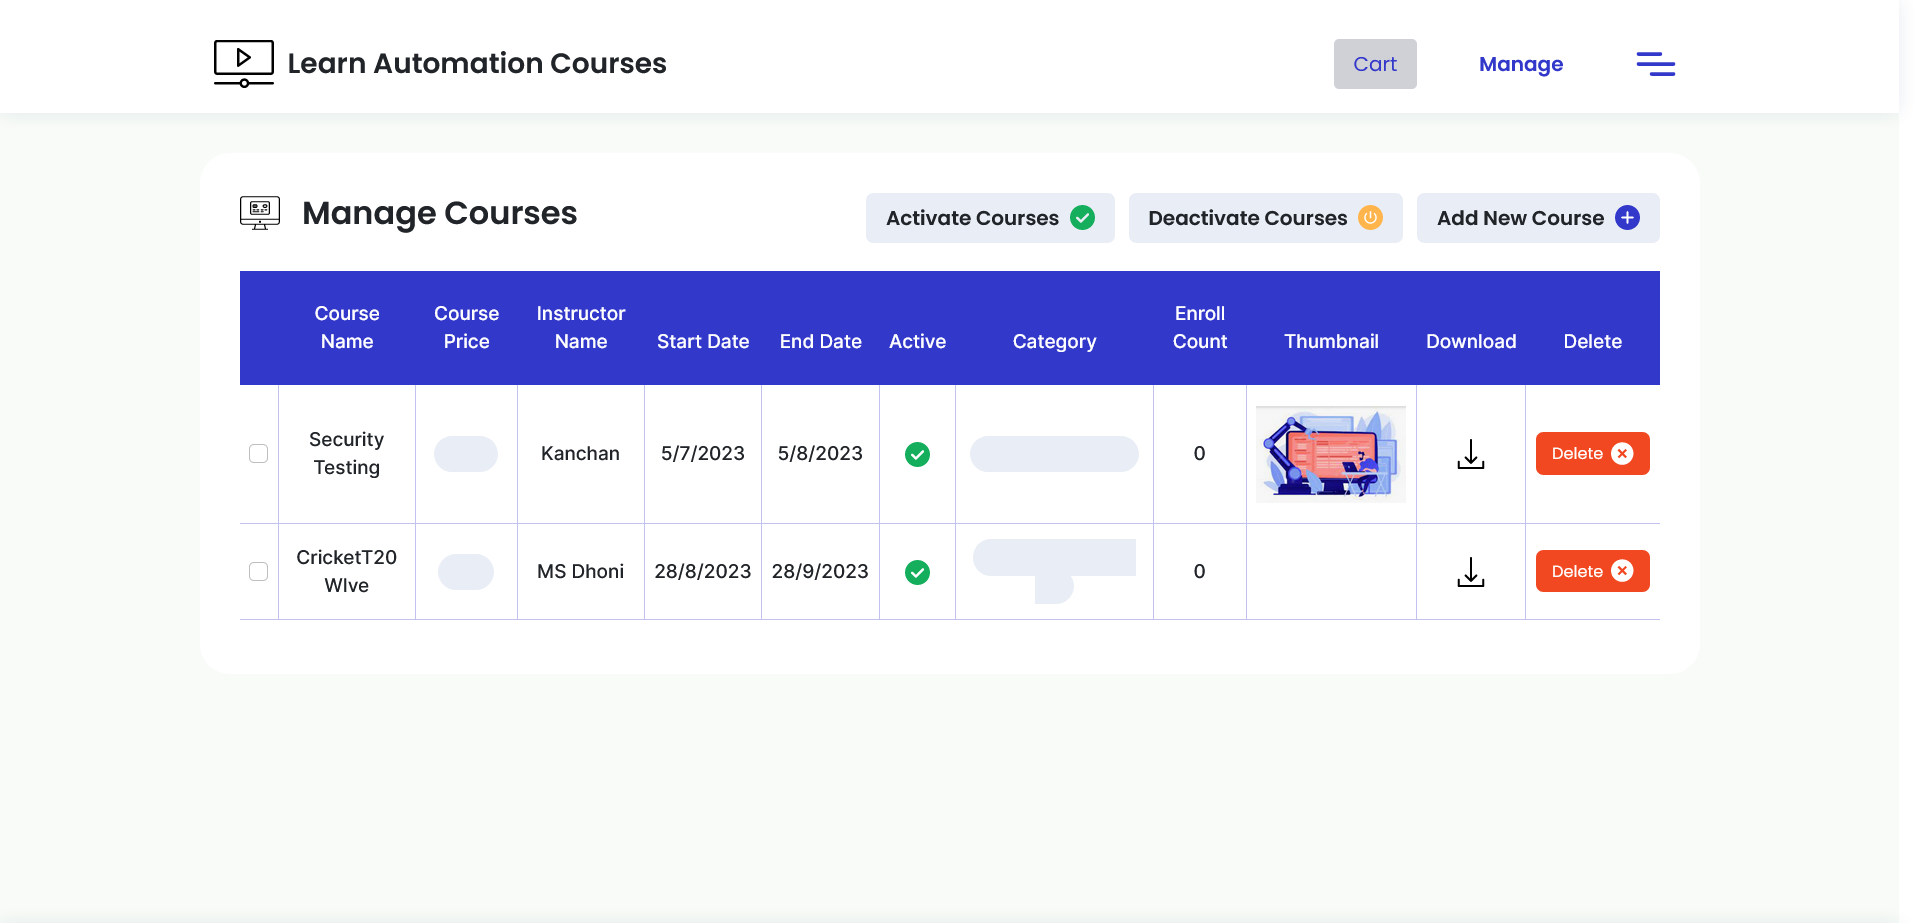 Learn Automation Courses
Cart
Manage
Manage Courses
Activate Courses
Deactivate Courses
Add New Course
Course Name
Course Price
Instructor Name
Start Date
End Date
Active
Category
Enroll Count
Thumbnail
Download
Delete
Security Testing
Kanchan
5/7/2023
5/8/2023
0
Delete
CricketT20 WIve
MS Dhoni
28/8/2023
28/9/2023
0
Delete